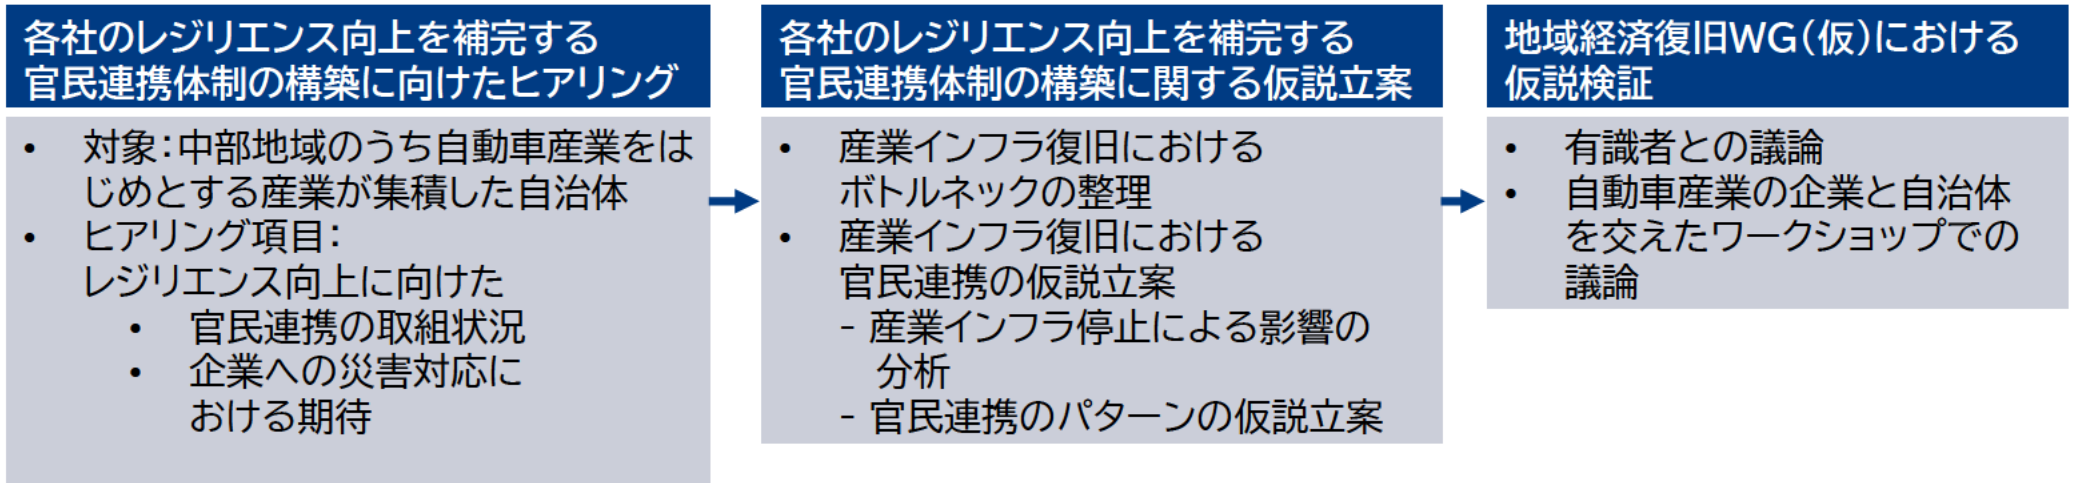 各社のレジリエンス向上を補完する
官民連携体制の構築に向けたヒアリング
• 対象：中部地域のうち自動車産業をは
じめとする産業が集積した自治体
• ヒアリング項目：
レジリエンス向上に向けた
• 官民連携の取組状況
• 企業への災害対応に
おける期待
各社のレジリエンス向上を補完する
官民連携体制の構築に関する仮説立案
• 産業インフラ復旧における
ボトルネックの整理
• 産業インフラ復旧における
官民連携の仮説立案
- 産業インフラ停止による影響の
分析
- 官民連携のパターンの仮説立案
地域経済復旧WG（仮）における
仮説検証
• 有識者との議論
• 自動車産業の企業と自治体
を交えたワークショップでの
議論